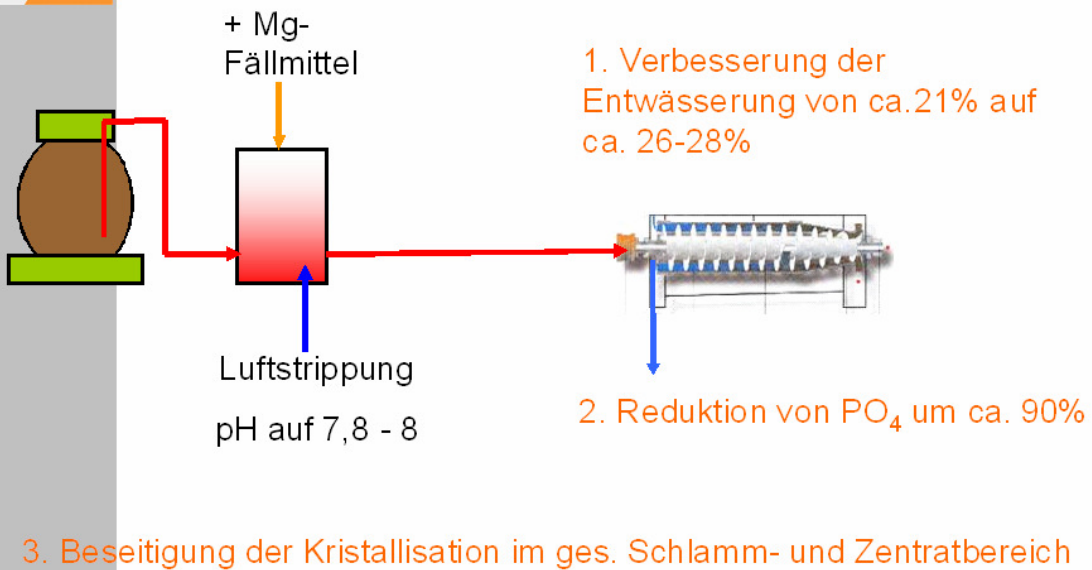 + Mg-
Fällmittel
1. Verbesserung der
Entwässerung von ca.21% auf
ca. 26-28%
Luftstrippung
pH auf 7,8 - 8
2. Reduktion von PO₄ um ca. 90%
3. Beseitigung der Kristallisation im ges. Schlamm- und Zentratbereich